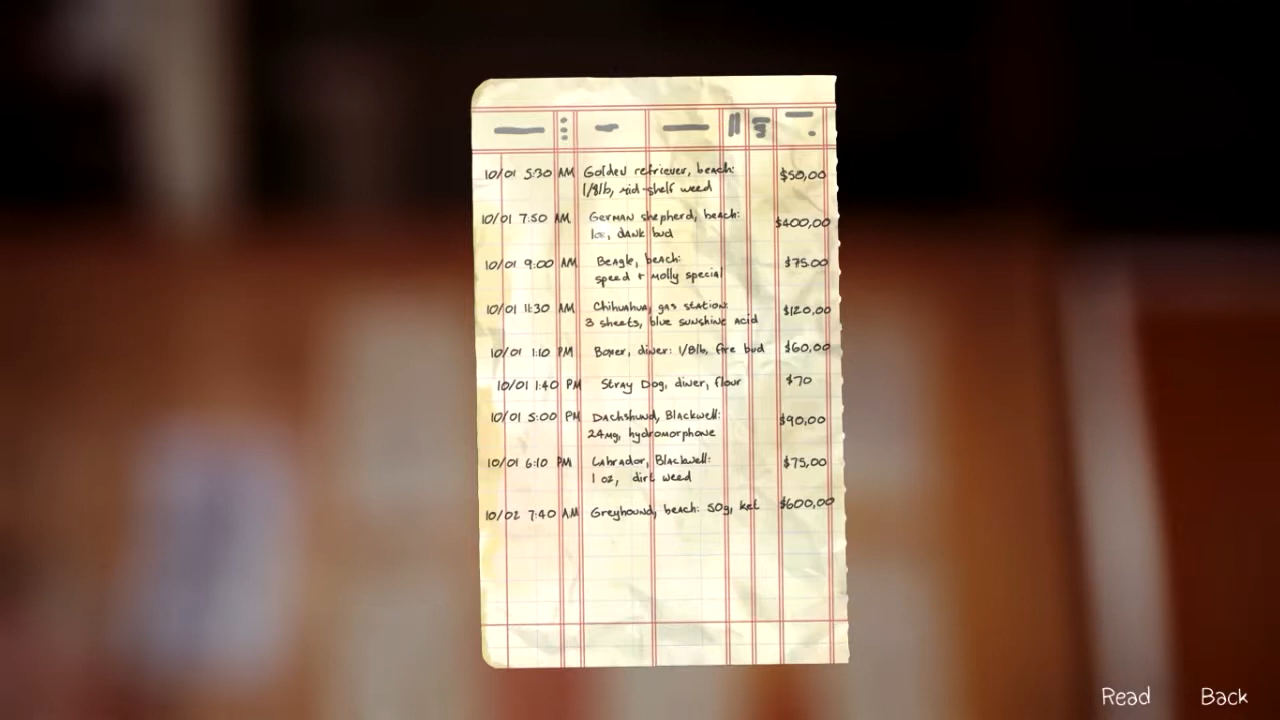 10/01 5:30 AM Golden retriever, beach: $50,00
1/8lb, mid-shelf weed
10/01 7:50 AM German shepherd, beach: $400,00
1oz, dank bud
10/01 9:00 AM Beagle, beach: $75.00
speed + Molly special
10/01 11:30 AM Chihuahua, gas station: $120,00
3 sheets, blue sunshine acid
10/01 1:10 PM Boxer, diner: 1/8lb, fire bud $60,00
10/01 1:40 PM Stray Dog, diner, flour $70
10/01 5:00 PM Dachshund, Blackwell: $90,00
24mg, hydromorphone
10/01 6:10 PM Labrador, Blackwell: $75,00
1 oz, dirt weed
10/02 7:40 AM Greyhound, beach: 50g, ket $600,00
Read Back